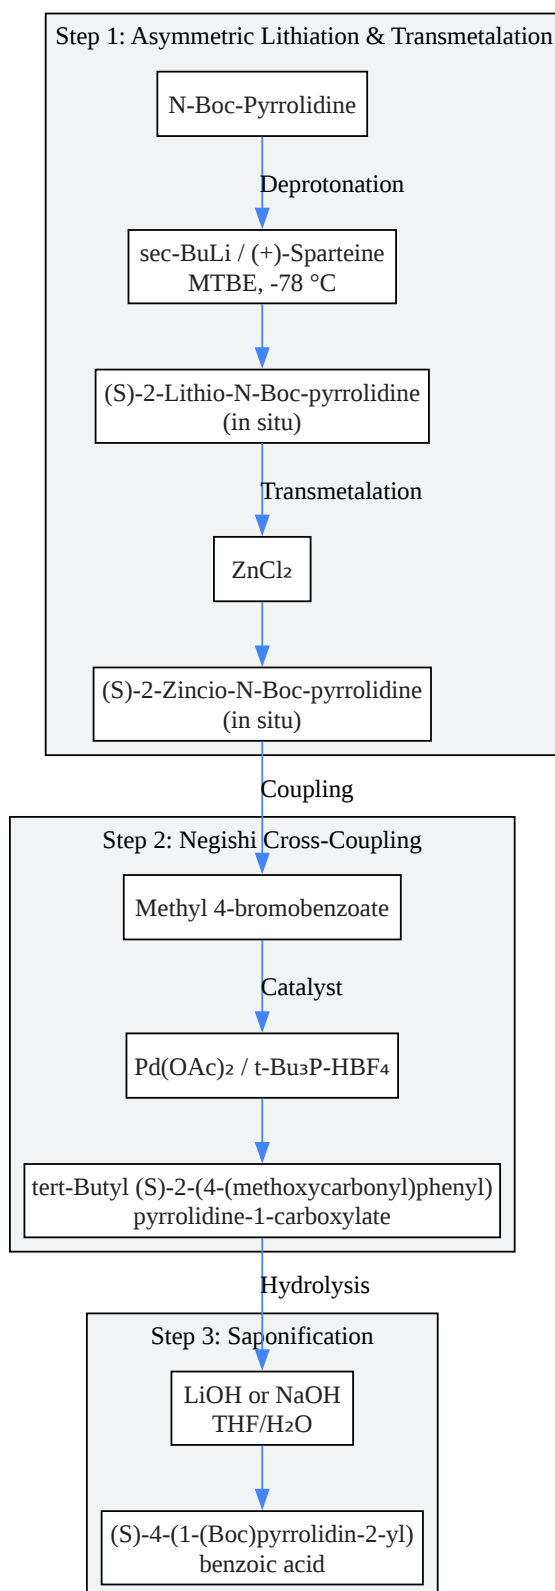 Step 1: Asymmetric Lithiation & Transmetalation
N-Boc-Pyrrolidine
Deprotonation
sec-BuLi / (+)-Sparteine
MTBE, -78 °C
(S)-2-Lithio-N-Boc-pyrrolidine
(in situ)
Transmetalation
ZnCl₂
(S)-2-Zincio-N-Boc-pyrrolidine
(in situ)
Coupling
Step 2: Negishi Cross-Coupling
Methyl 4-bromobenzoate
Catalyst
Pd(OAc)₂ / t-Bu₃P-HBF₄
tert-Butyl (S)-2-(4-(methoxycarbonyl)phenyl)
pyrrolidine-1-carboxylate
Hydrolysis
Step 3: Saponification
LiOH or NaOH
THF/H₂O
(S)-4-(1-(Boc)pyrrolidin-2-yl)
benzoic acid